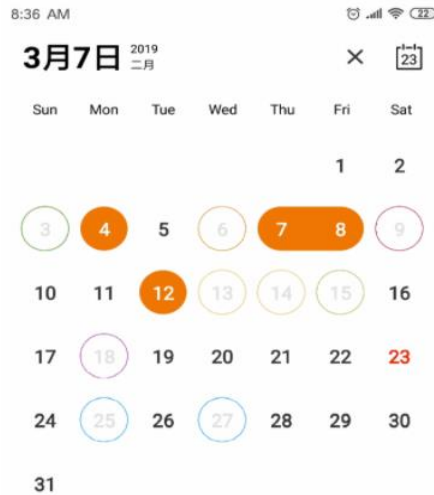 8:36 AM 22
3月7日 2019 二月 23
Sun Mon Tue Wed Thu Fri Sat
1 2
3 4 5 6 7 8 9
10 11 12 13 14 15 16
17 18 19 20 21 22 23
24 25 26 27 28 29 30
31